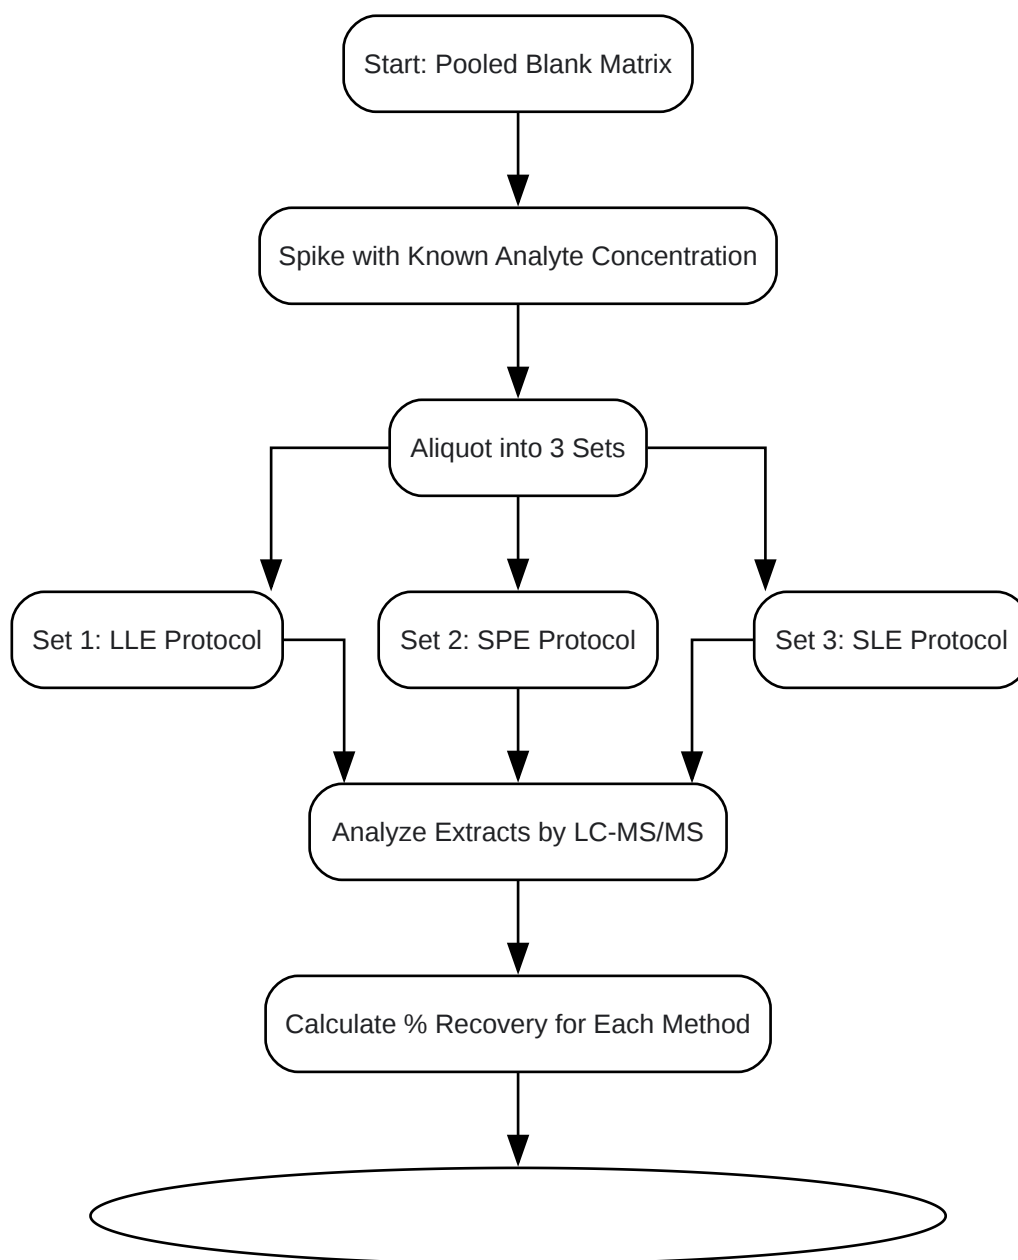 Start: Pooled Blank Matrix
Spike with Known Analyte Concentration
Aliquot into 3 Sets
Set 1: LLE Protocol
Set 2: SPE Protocol
Set 3: SLE Protocol
Analyze Extracts by LC-MS/MS
Calculate % Recovery for Each Method